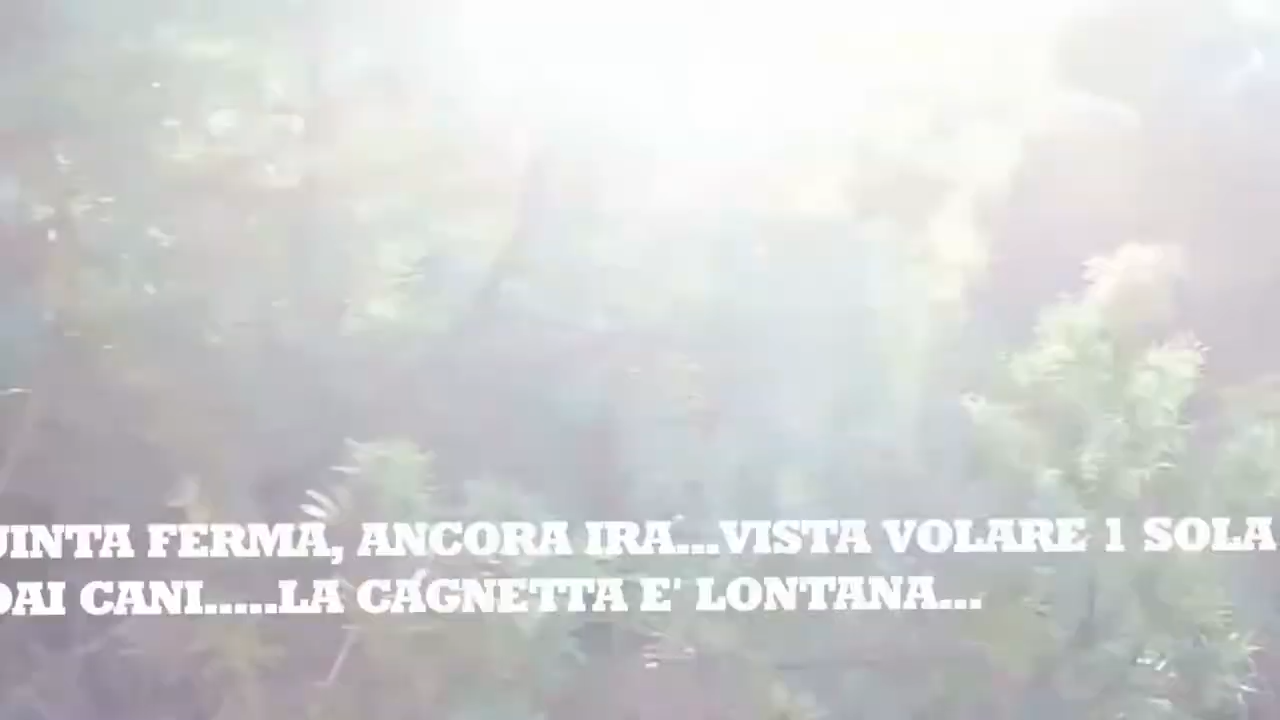 UINTA FERMA, ANCORA IRA...VISTA VOLARE 1 SOLA
DAI CANI.....LA CAGNETTA E' LONTANA...